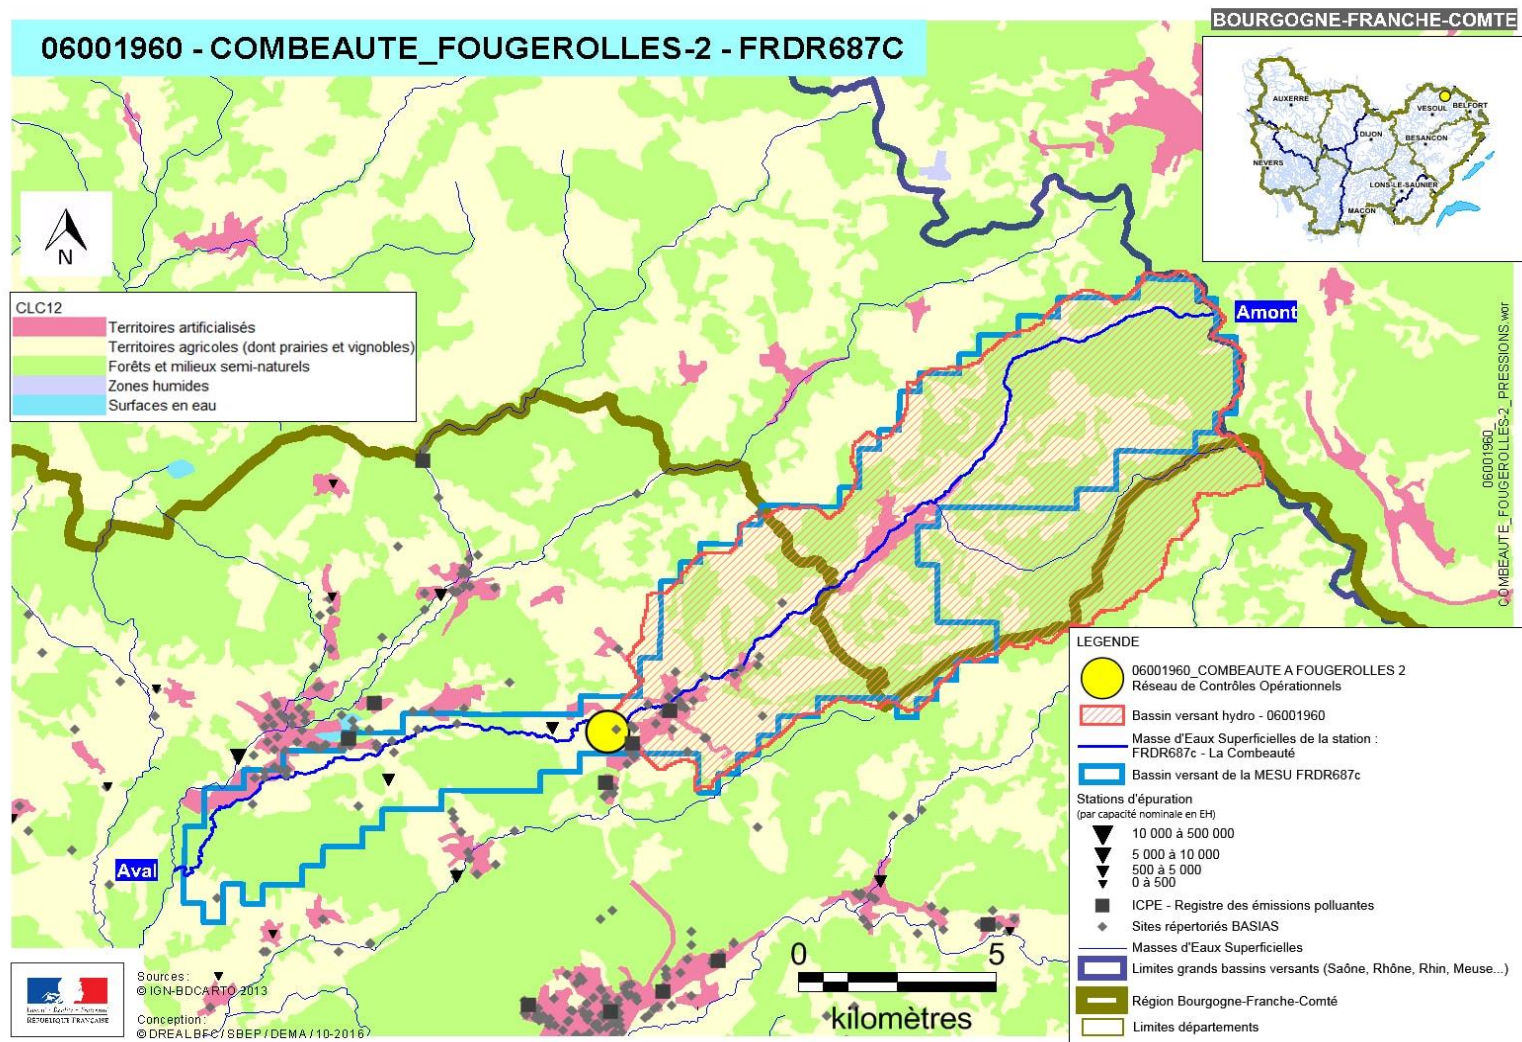 BOURGOGNE-FRANCHE-COMTE
06001960 - COMBEAUTE_FOUGEROLLES-2 - FRDR687C
AUXERRE
VESOUL
BELFORT
DIJON
BESANCON
NEVERS
LONS-LE-SAUNIER
MACON
N
CLC12
Territoires artificialisés
Territoires agricoles (dont prairies et vignobles)
Forêts et milieux semi-naturels
Zones humides
Surfaces en eau
Amont
06001960_
COMBEAUTE_FOUGEROLLES-2_PRESSIONS.wor
Aval
LEGENDE
06001960_COMBEAUTE A FOUGEROLLES 2
Réseau de Contrôles Opérationnels
Bassin versant hydro - 06001960
Masse d'Eaux Superficielles de la station :
FRDR687c - La Combeauté
Bassin versant de la MESU FRDR687c
Stations d'épuration
(par capacité nominale en EH)
10 000 à 500 000
5 000 à 10 000
500 à 5 000
0 à 500
ICPE - Registre des émissions polluantes
Sites répertoriés BASIAS
Masses d'Eaux Superficielles
Limites grands bassins versants (Saône, Rhône, Rhin, Meuse...)
Région Bourgogne-Franche-Comté
Limites départements
0 5
kilomètres
Liberté • Égalité • Fraternité
RÉPUBLIQUE FRANÇAISE
Sources :
© IGN-BDCARTO 2013
Conception :
© DREALBFC / SBEP / DEMA / 10-2016